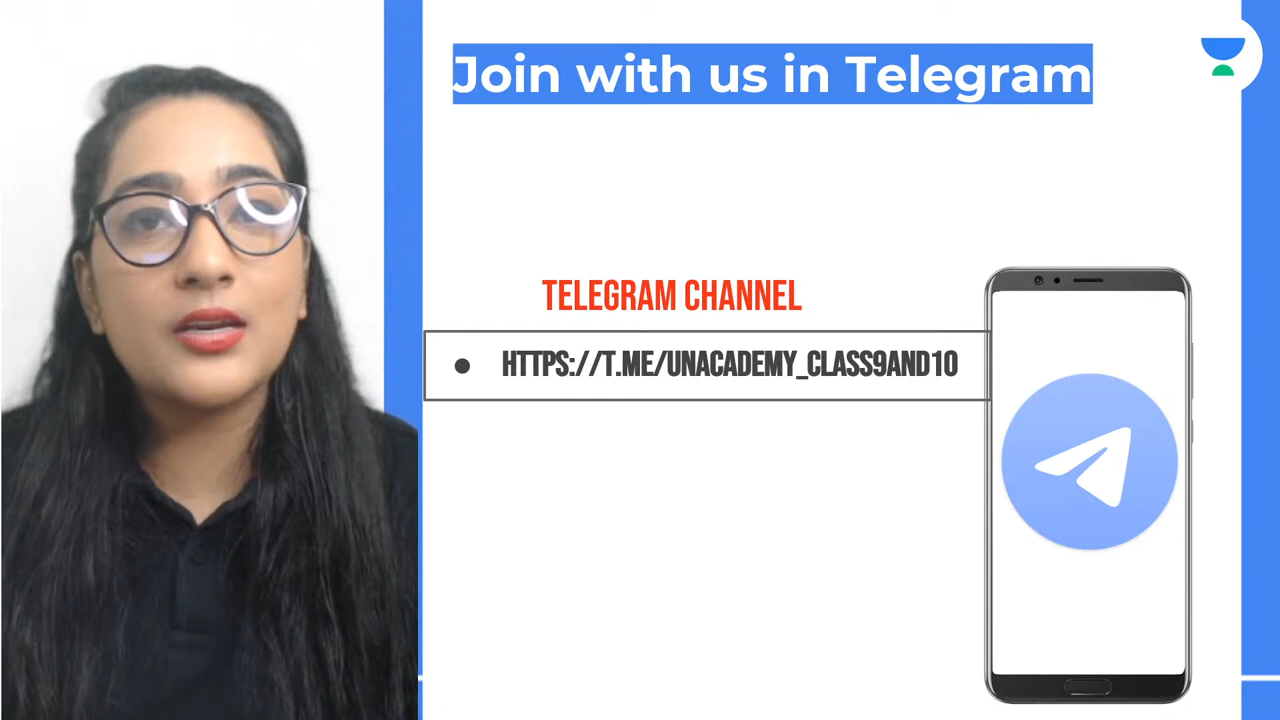 Join with us in Telegram
TELEGRAM CHANNEL
● HTTPS://T.ME/UNACADEMY_CLASS9AND10